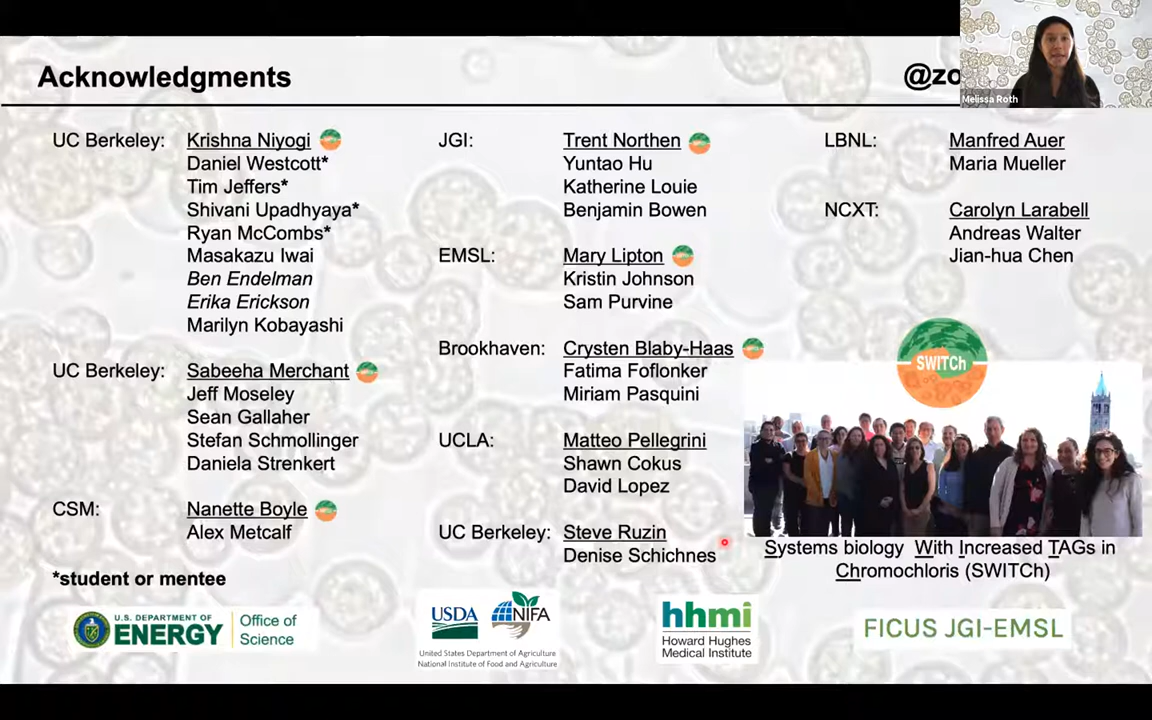 Acknowledgments
@zo
Melissa Roth
UC Berkeley: Krishna Niyogi
Daniel Westcott*
Tim Jeffers*
Shivani Upadhyaya*
Ryan McCombs*
Masakazu Iwai
Ben Endelman
Erika Erickson
Marilyn Kobayashi
UC Berkeley: Sabeeha Merchant
Jeff Moseley
Sean Gallaher
Stefan Schmollinger
Daniela Strenkert
CSM: Nanette Boyle
Alex Metcalf
*student or mentee
JGI: Trent Northen
Yuntao Hu
Katherine Louie
Benjamin Bowen
EMSL: Mary Lipton
Kristin Johnson
Sam Purvine
Brookhaven: Crysten Blaby-Haas
Fatima Foflonker
Miriam Pasquini
UCLA: Matteo Pellegrini
Shawn Cokus
David Lopez
UC Berkeley: Steve Ruzin
Denise Schichnes
LBNL: Manfred Auer
Maria Mueller
NCXT: Carolyn Larabell
Andreas Walter
Jian-hua Chen
SWITCh
Systems biology With Increased TAGs in
Chromochloris (SWITCh)
U.S. DEPARTMENT OF
ENERGY
Office of
Science
USDA NIFA
United States Department of Agriculture
National Institute of Food and Agriculture
hhmi
Howard Hughes
Medical Institute
FICUS JGI-EMSL